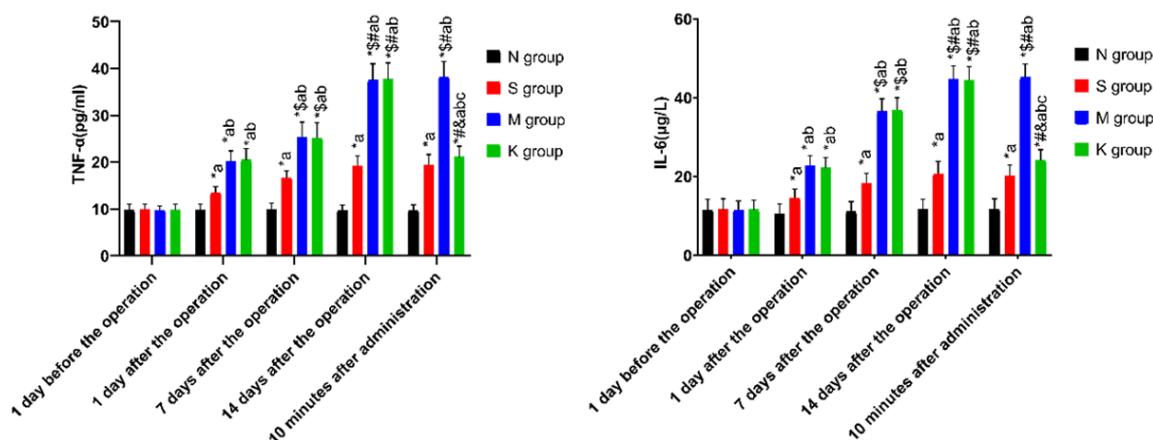 TNF-α(pg/ml)
50
40
30
20
10
0
*a
*ab
*ab
*a
*$ab
*$ab
*a
*$#ab
*$#ab
*a
*$#ab
*#&abc
N group
S group
M group
K group
1 day before the operation
1 day after the operation
7 days after the operation
14 days after the operation
10 minutes after administration
IL-6(μg/L)
60
40
20
0
*a
*ab
*ab
*a
*$ab
*$ab
*a
*$#ab
*$#ab
*a
*$#ab
*#&abc
N group
S group
M group
K group
1 day before the operation
1 day after the operation
7 days after the operation
14 days after the operation
10 minutes after administration